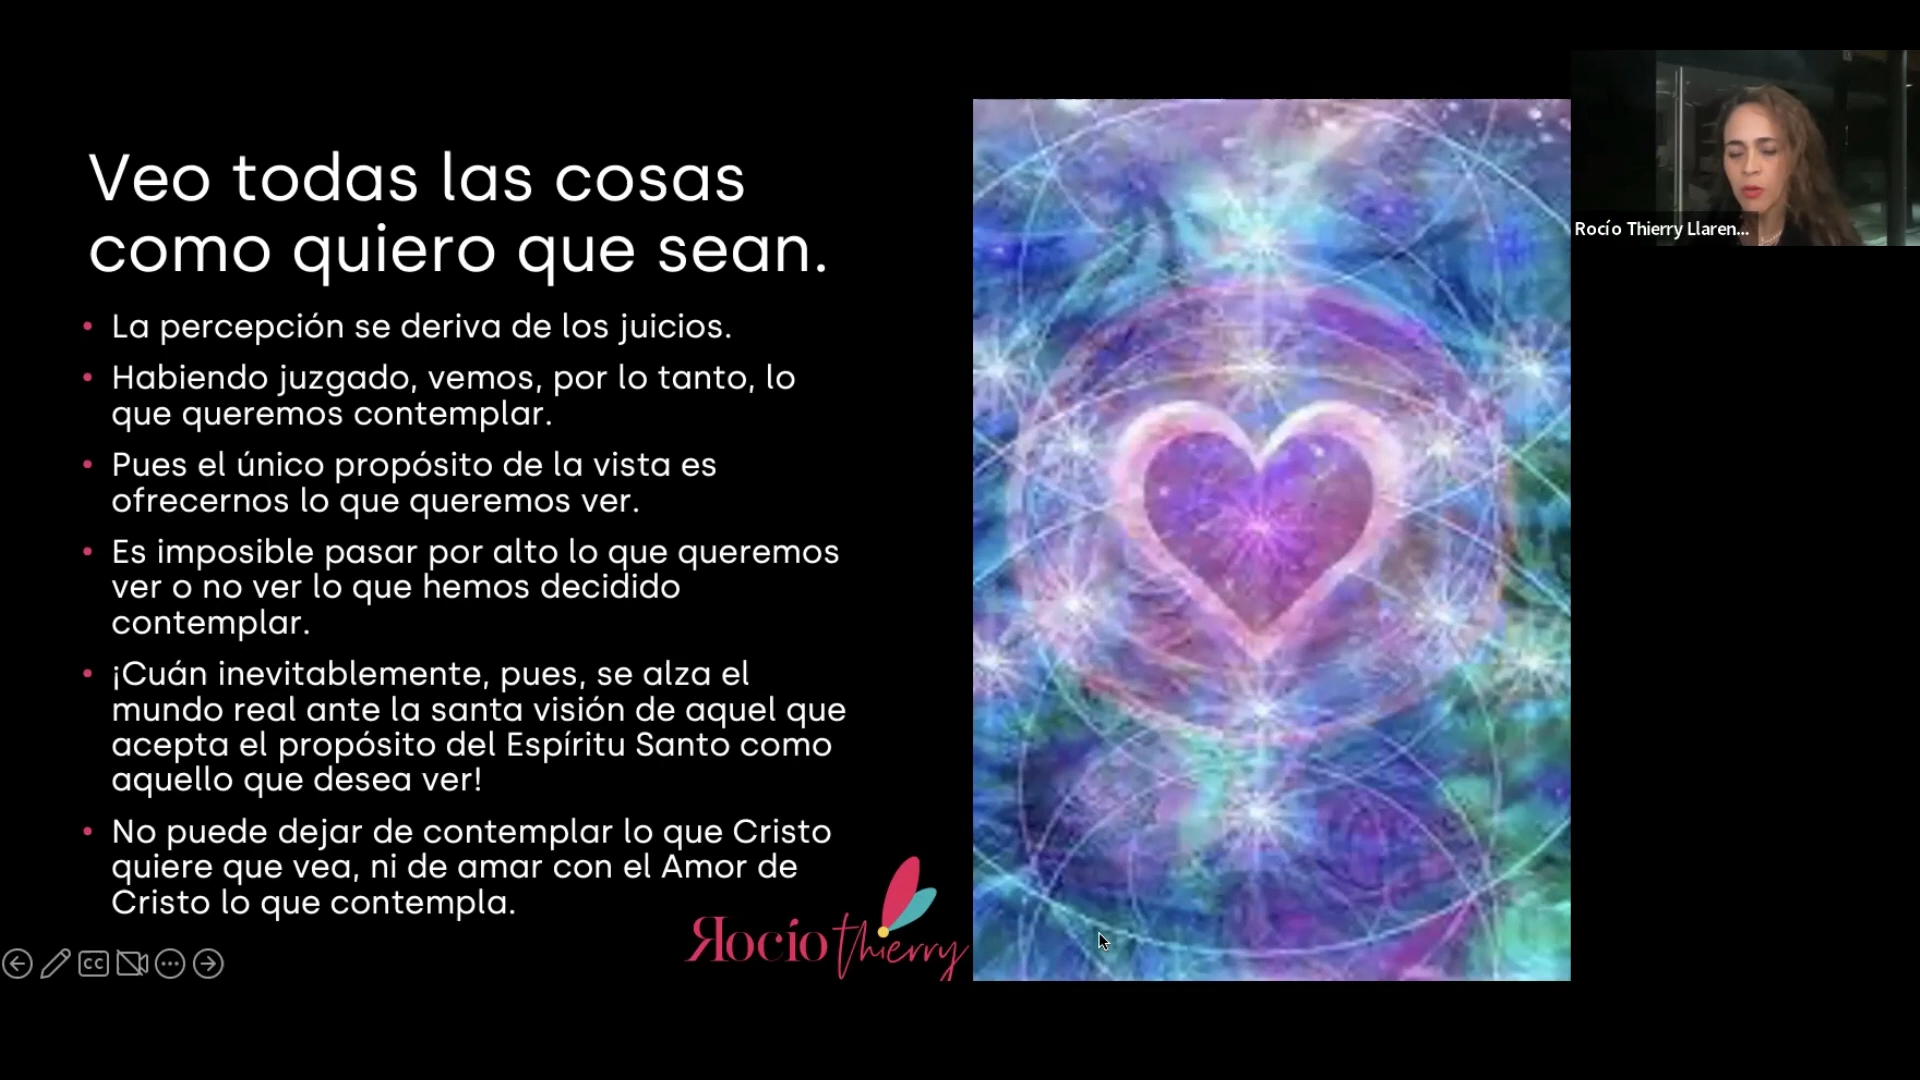 Veo todas las cosas
como quiero que sean.
• La percepción se deriva de los juicios.
• Habiendo juzgado, vemos, por lo tanto, lo
que queremos contemplar.
• Pues el único propósito de la vista es
ofrecernos lo que queremos ver.
• Es imposible pasar por alto lo que queremos
ver o no ver lo que hemos decidido
contemplar.
• ¡Cuán inevitablemente, pues, se alza el
mundo real ante la santa visión de aquel que
acepta el propósito del Espíritu Santo como
aquello que desea ver!
• No puede dejar de contemplar lo que Cristo
quiere que vea, ni de amar con el Amor de
Cristo lo que contempla.
Rocío thierry
CC
Rocío Thierry Llaren...